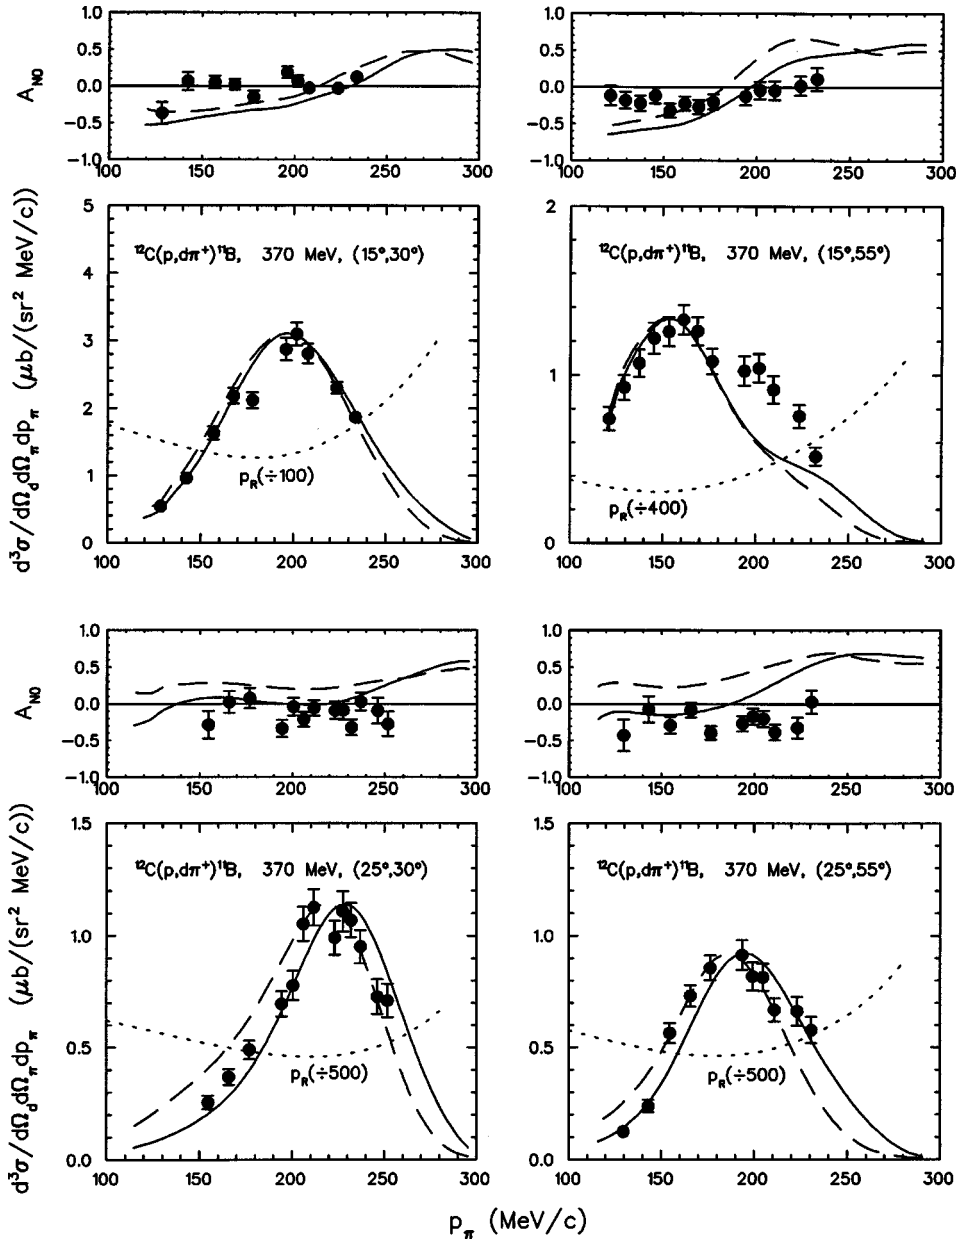 A_NO
1.0
0.5
0.0
−0.5
−1.0
100 150 200 250 300
1.0
0.5
0.0
−0.5
−1.0
100 150 200 250 300
d³σ/dΩ_d dΩ_π dp_π (μb/(sr² MeV/c))
5
4
3
2
1
0
¹²C(p,dπ⁺)¹¹B, 370 MeV, (15°,30°)
p_R(÷100)
100 150 200 250 300
2
1
0
¹²C(p,dπ⁺)¹¹B, 370 MeV, (15°,55°)
p_R(÷400)
100 150 200 250 300
A_NO
1.0
0.5
0.0
−0.5
−1.0
100 150 200 250 300
1.0
0.5
0.0
−0.5
−1.0
100 150 200 250 300
d³σ/dΩ_d dΩ_π dp_π (μb/(sr² MeV/c))
1.5
1.0
0.5
0.0
¹²C(p,dπ⁺)¹¹B, 370 MeV, (25°,30°)
p_R(÷500)
100 150 200 250 300
1.5
1.0
0.5
0.0
¹²C(p,dπ⁺)¹¹B, 370 MeV, (25°,55°)
p_R(÷500)
100 150 200 250 300
p_π (MeV/c)